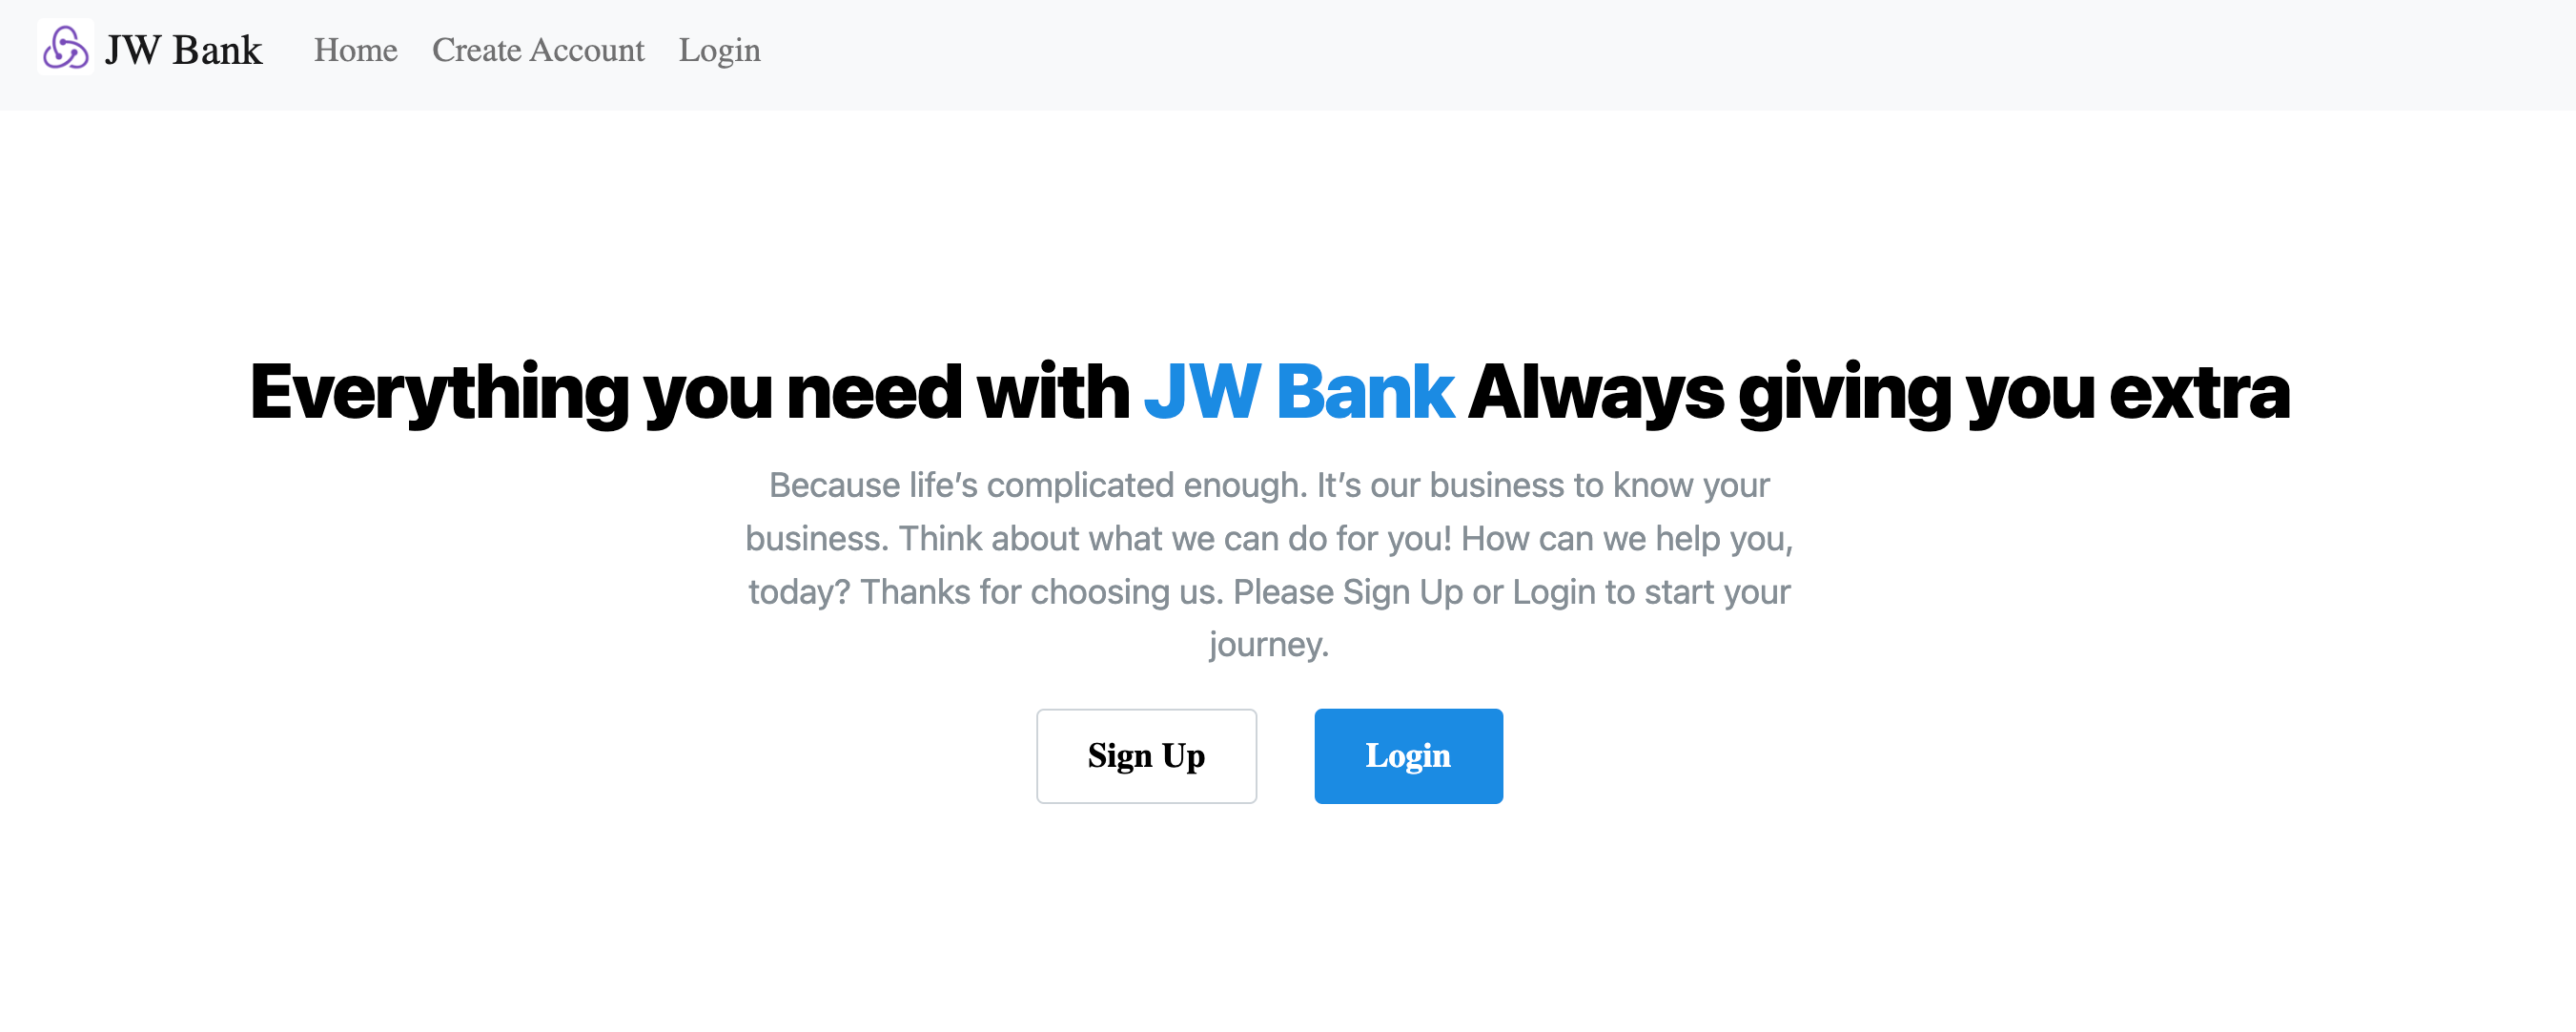 JW Bank Home Create Account Login
Everything you need with JW Bank Always giving you extra
Because life’s complicated enough. It’s our business to know your
business. Think about what we can do for you! How can we help you,
today? Thanks for choosing us. Please Sign Up or Login to start your
journey.
Sign Up Login